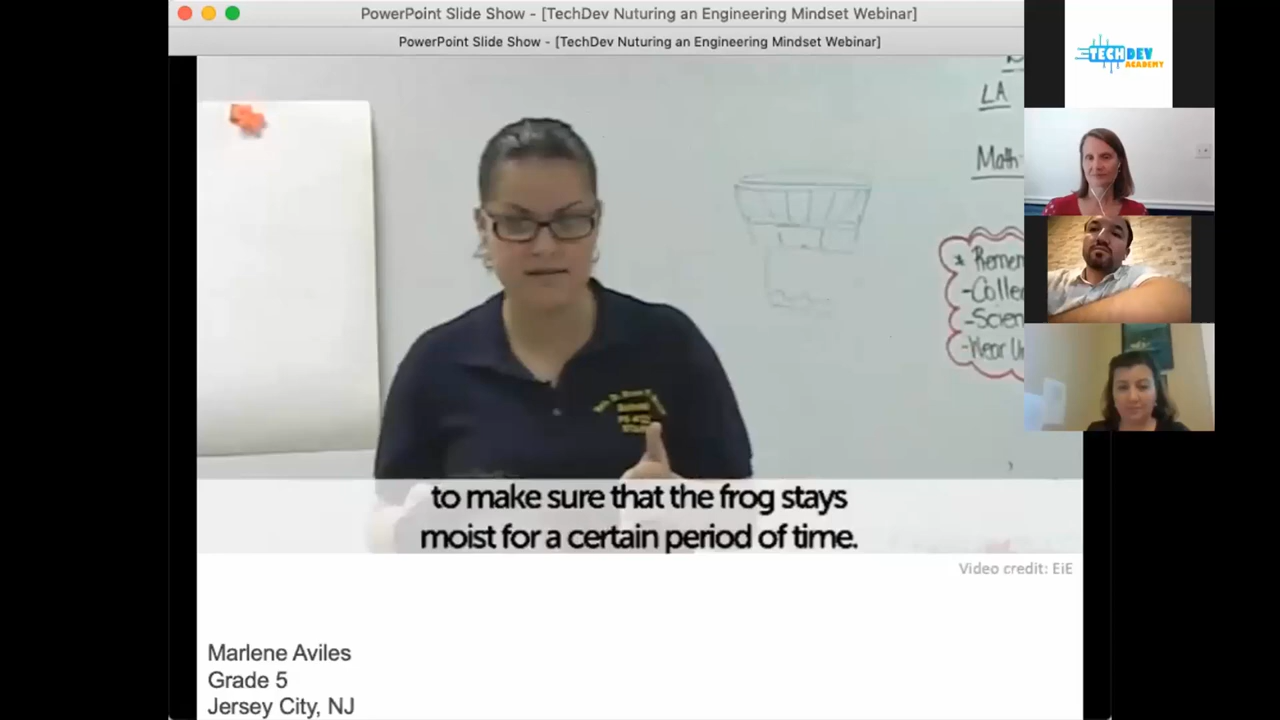 PowerPoint Slide Show - [TechDev Nuturing an Engineering Mindset Webinar]
PowerPoint Slide Show - [TechDev Nuturing an Engineering Mindset Webinar]
TECHDEV
ACADEMY
LA
Math
to make sure that the frog stays
moist for a certain period of time.
Video credit: EiE
Marlene Aviles
Grade 5
Jersey City, NJ